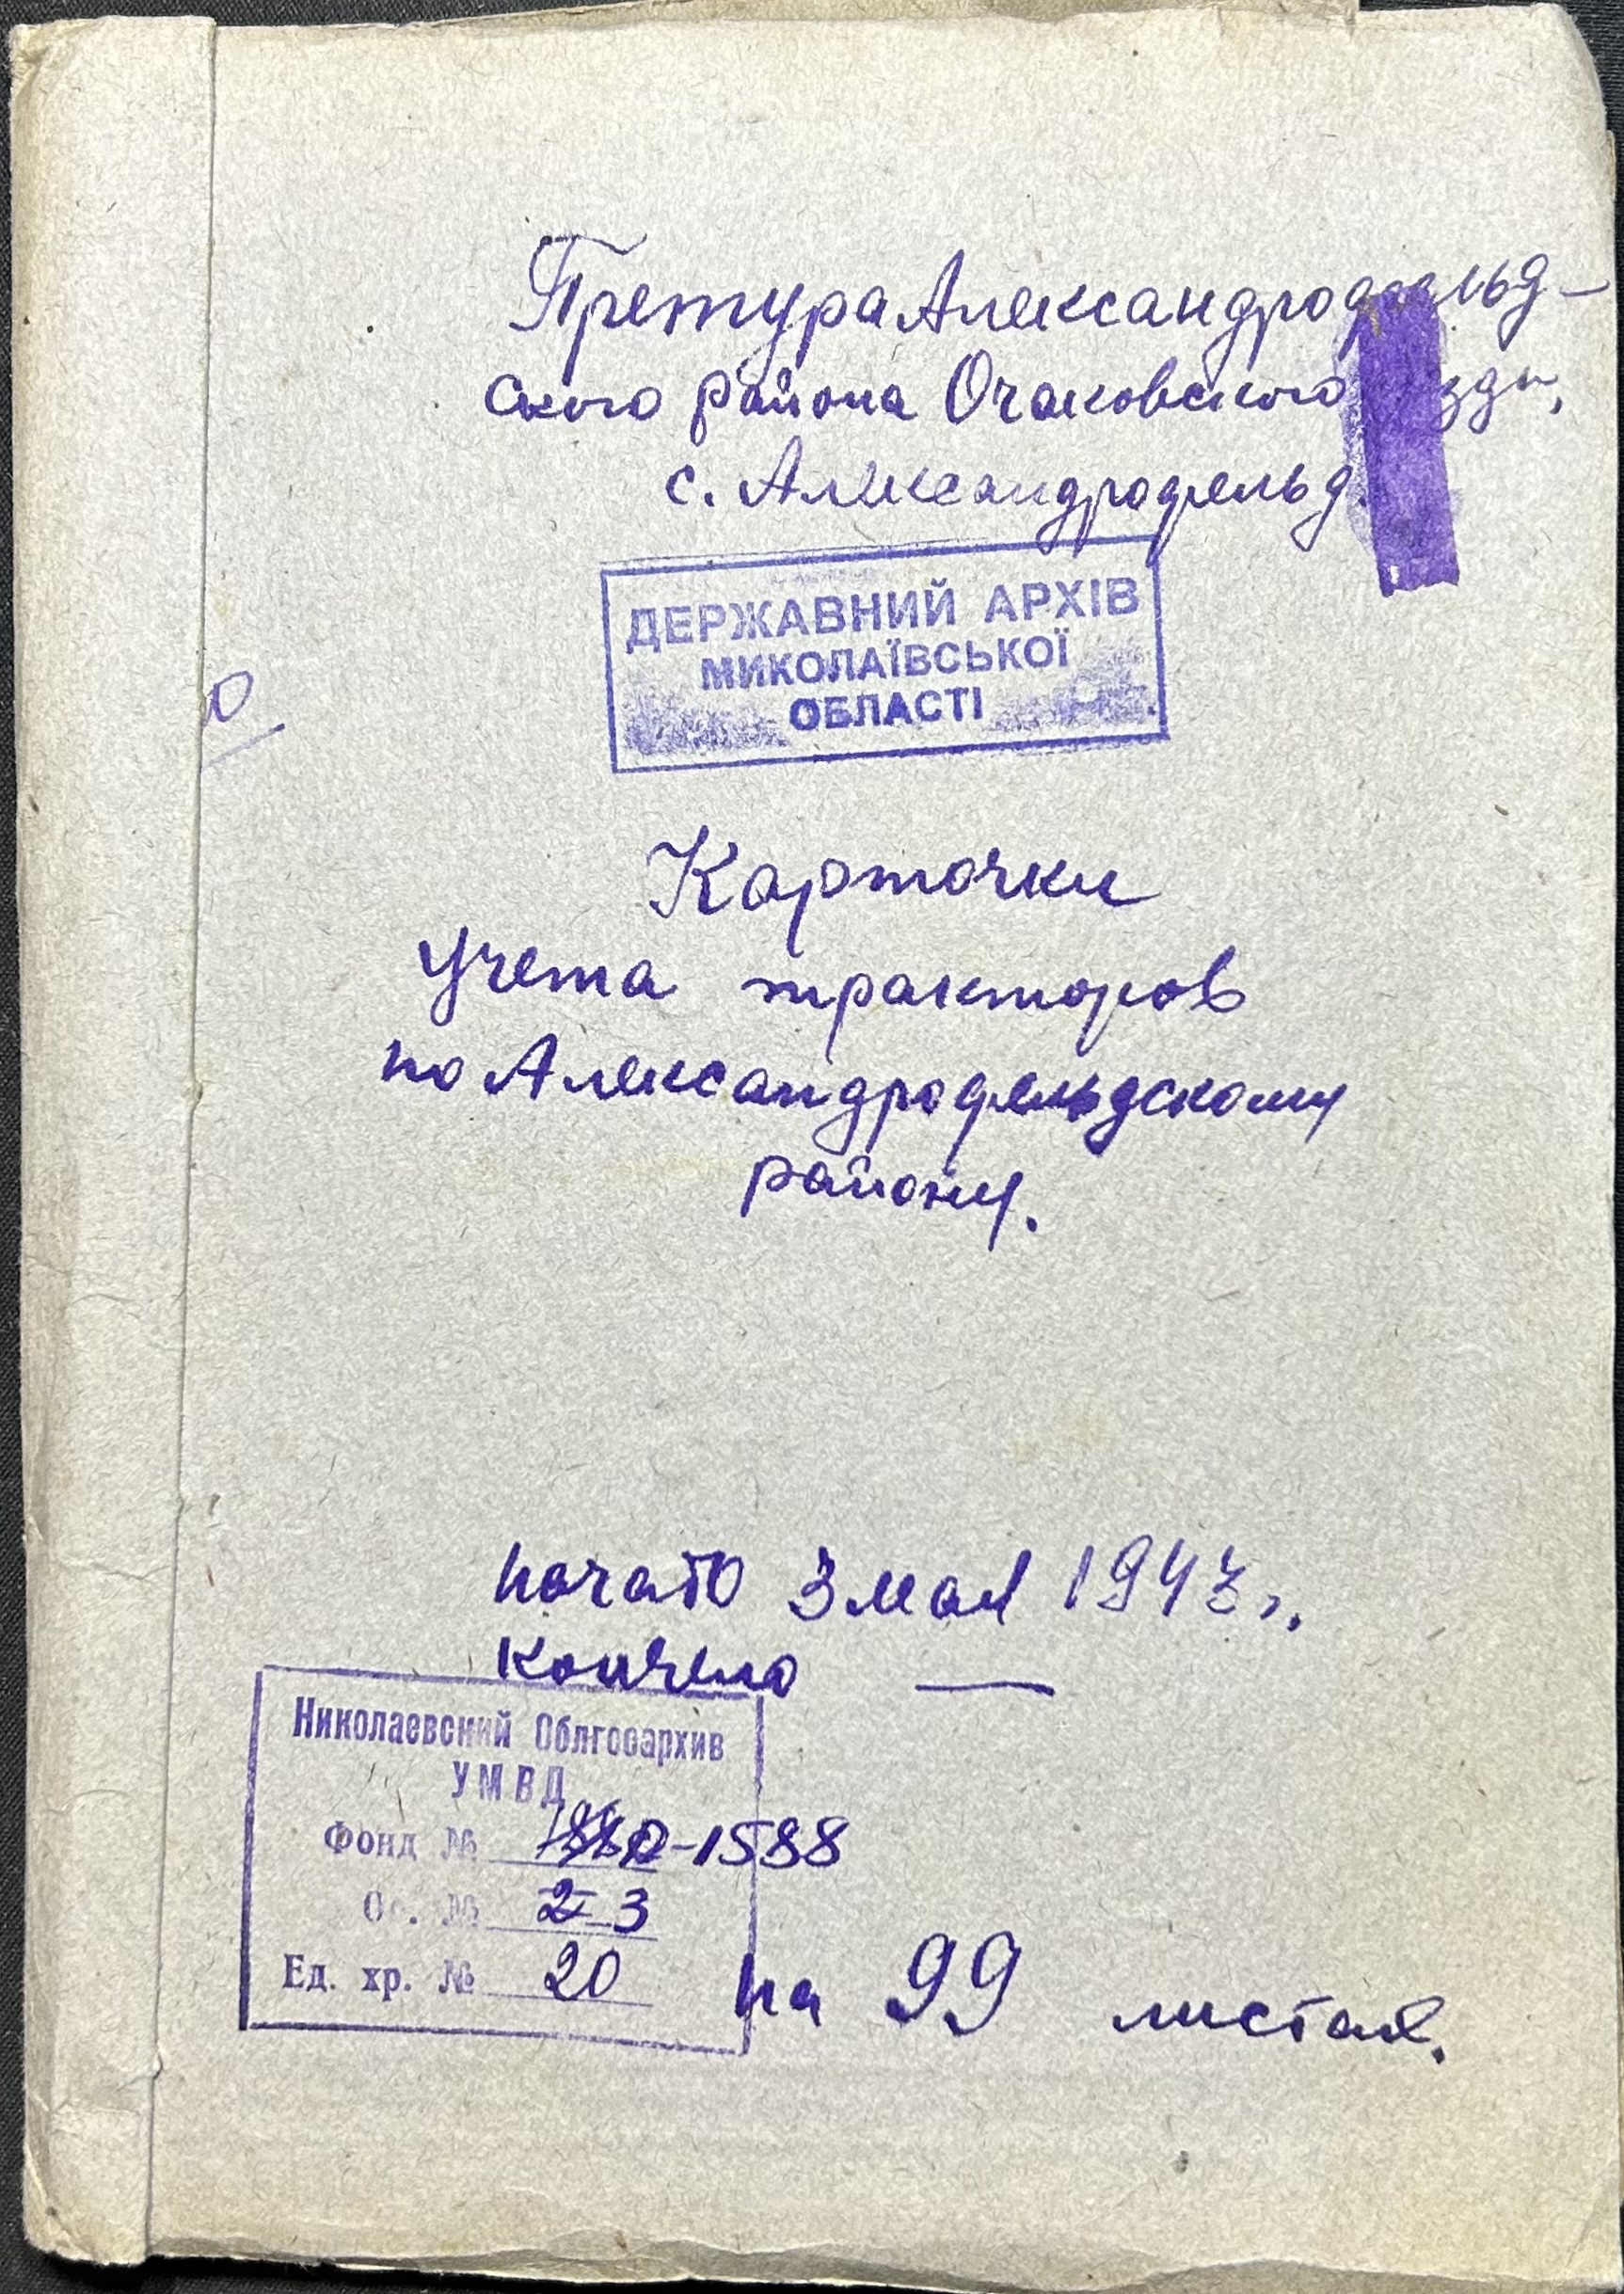 Претура Александрофельд-
ского района Очаковского
с. Александрофельд.
ДЕРЖАВНИЙ АРХІВ
МИКОЛАЇВСЬКОЇ
ОБЛАСТІ
Карточки
учета тракторов
по Александрофельдскому
району.
начато 3 мая 1943 г.
кончено —
Николаевский Облгосархив
УМВД
Фонд № Р-1588
Оп. № 2 3
Ед. хр. № 20
на 99 листах.